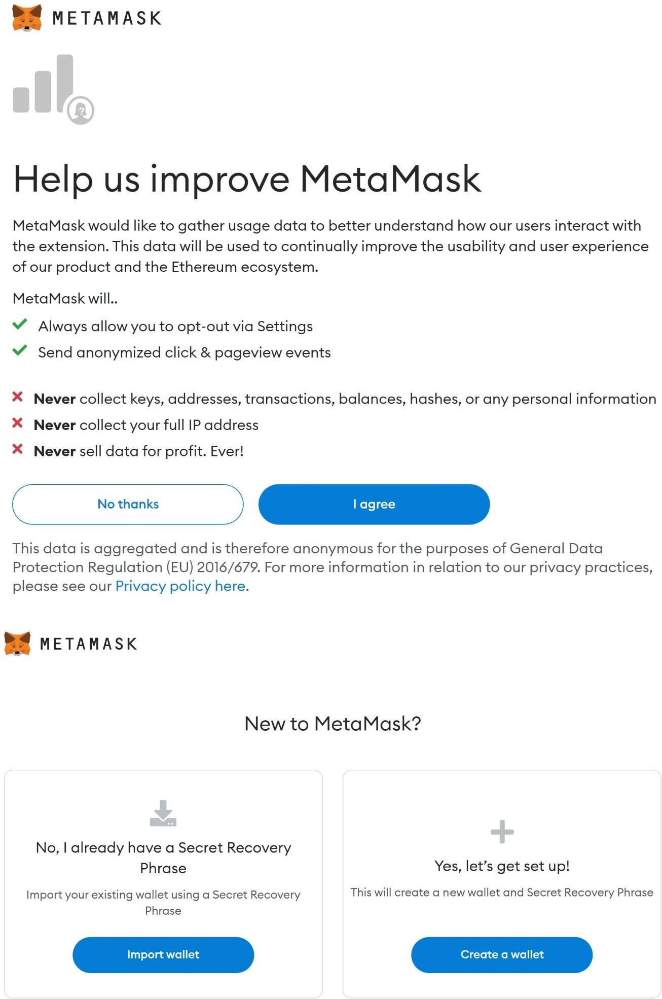 METAMASK
?
Help us improve MetaMask
MetaMask would like to gather usage data to better understand how our users interact with
the extension. This data will be used to continually improve the usability and user experience
of our product and the Ethereum ecosystem.
MetaMask will..
Always allow you to opt-out via Settings
Send anonymized click & pageview events
Never collect keys, addresses, transactions, balances, hashes, or any personal information
Never collect your full IP address
Never sell data for profit. Ever!
No thanks
I agree
This data is aggregated and is therefore anonymous for the purposes of General Data
Protection Regulation (EU) 2016/679. For more information in relation to our privacy practices,
please see our Privacy policy here.
METAMASK
New to MetaMask?
No, I already have a Secret Recovery
Phrase
Import your existing wallet using a Secret Recovery
Phrase
Import wallet
Yes, let’s get set up!
This will create a new wallet and Secret Recovery Phrase
Create a wallet